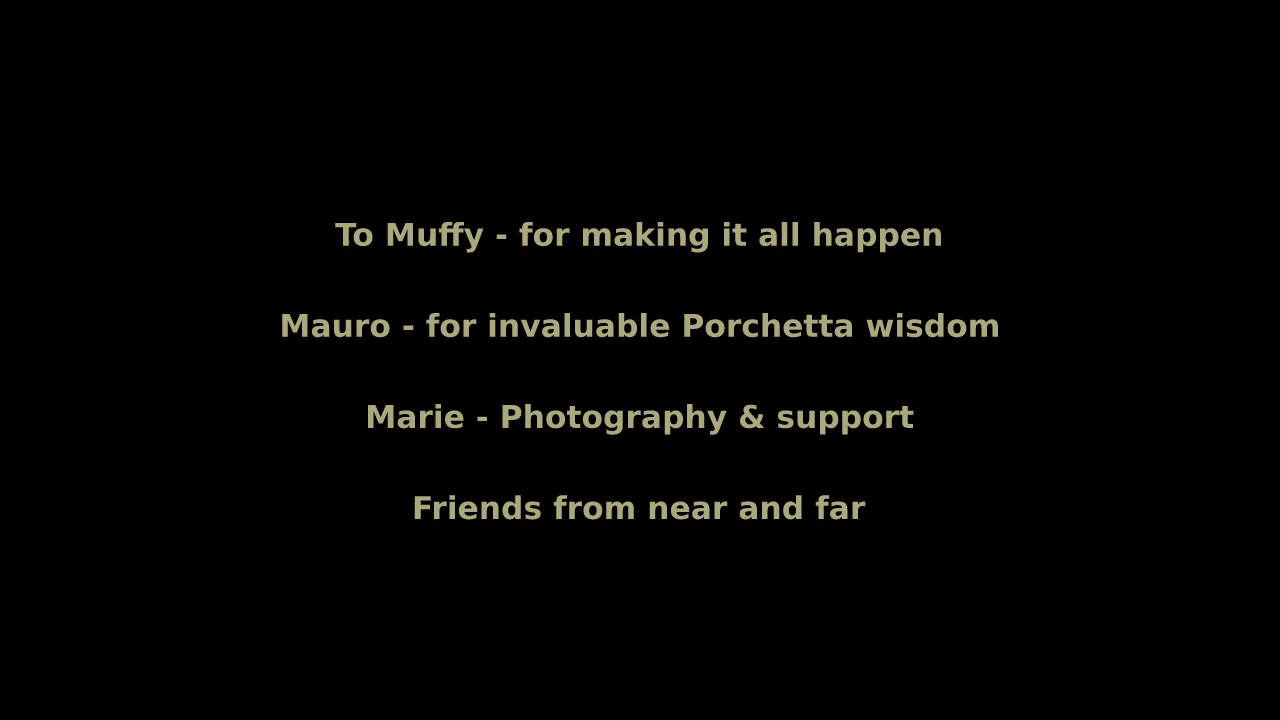 To Muffy - for making it all happen
Mauro - for invaluable Porchetta wisdom
Marie - Photography & support
Friends from near and far